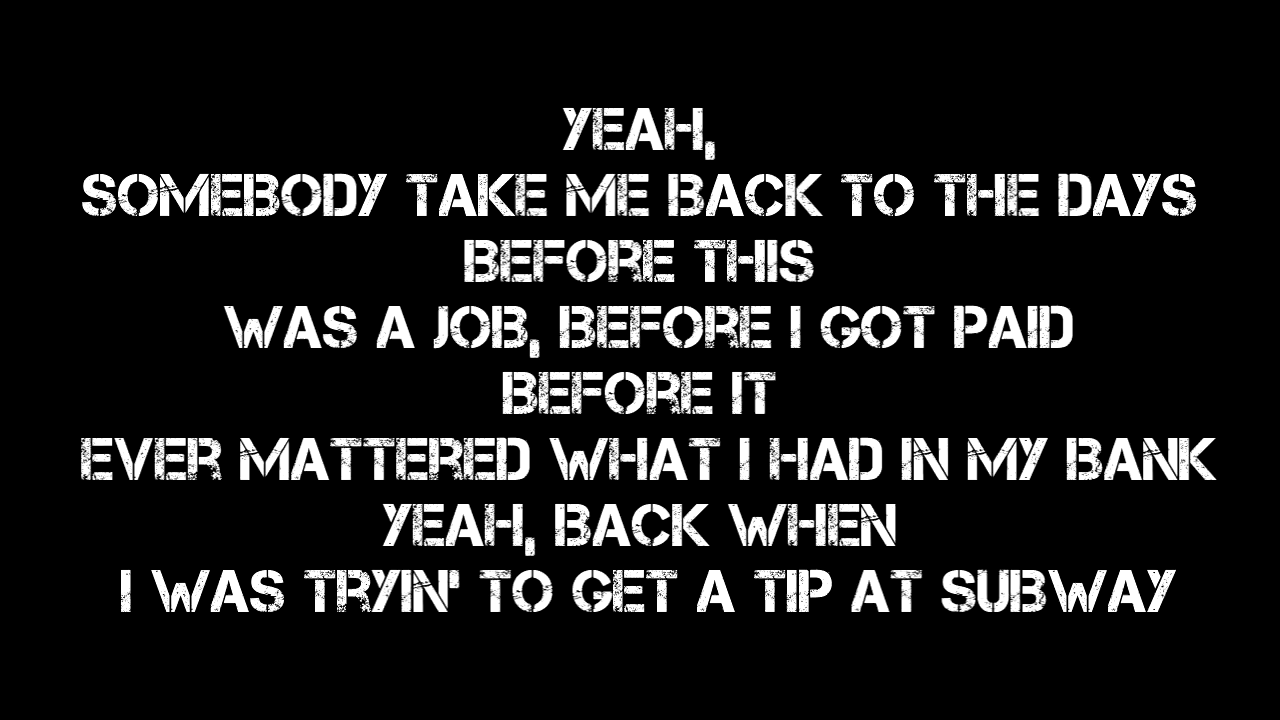 YEAH,
SOMEBODY TAKE ME BACK TO THE DAYS
BEFORE THIS
WAS A JOB, BEFORE I GOT PAID
BEFORE IT
EVER MATTERED WHAT I HAD IN MY BANK
YEAH, BACK WHEN
I WAS TRYIN' TO GET A TIP AT SUBWAY